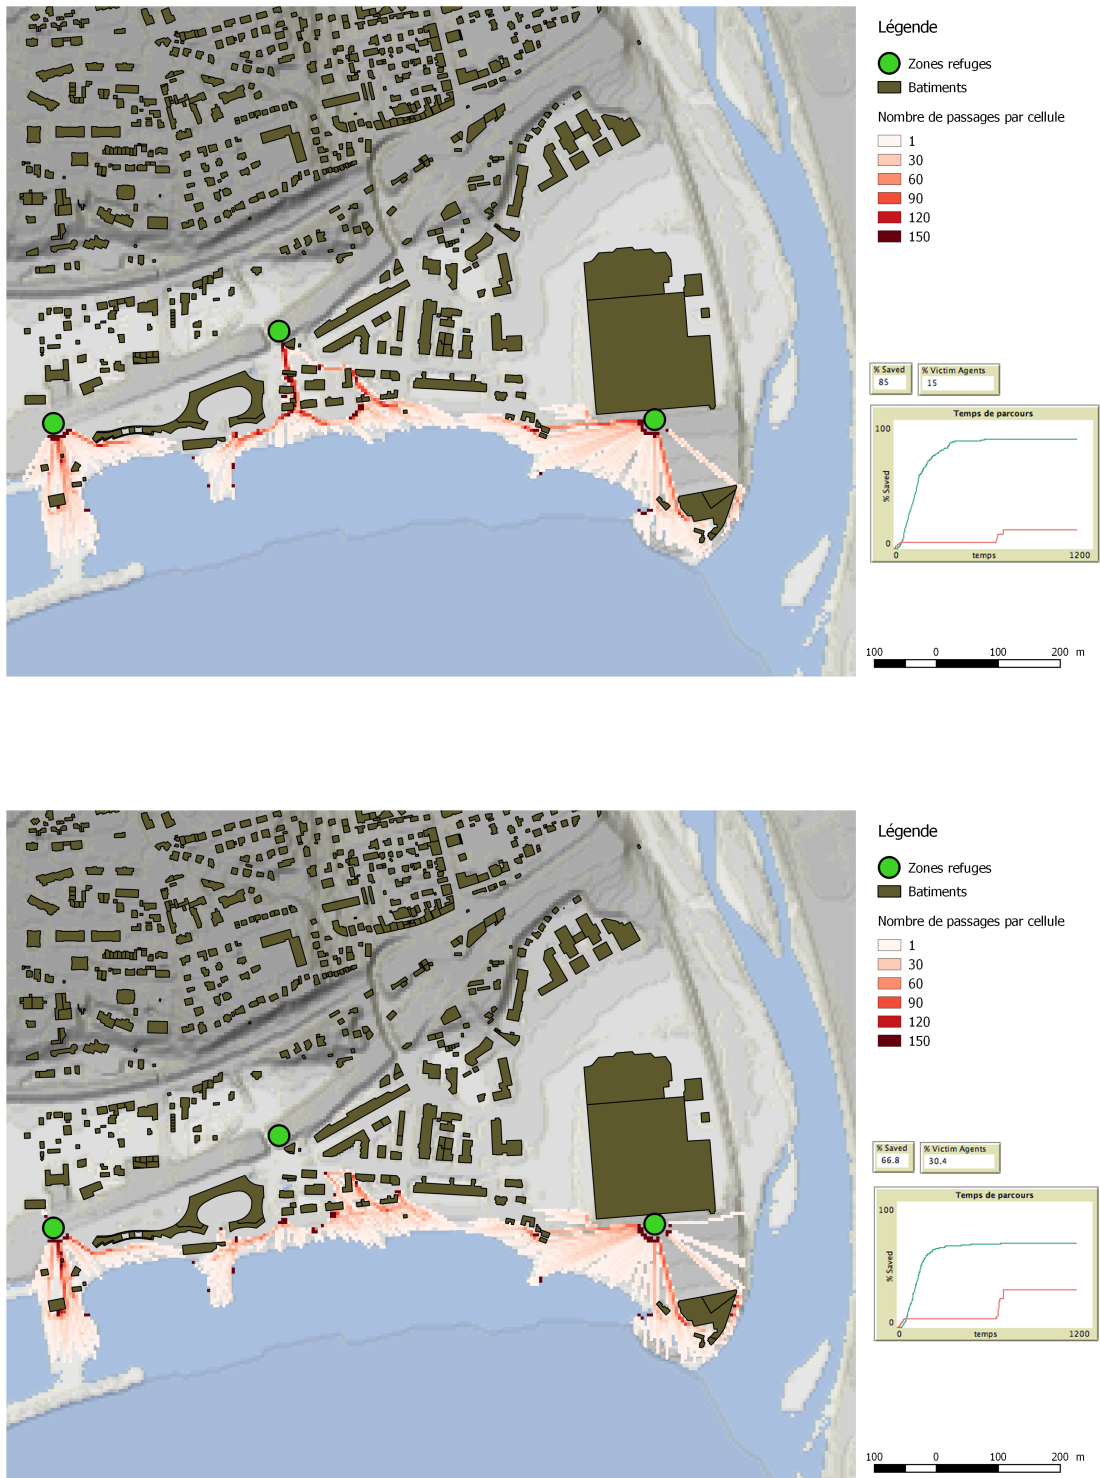 Légende
Zones refuges
Batiments
Nombre de passages par cellule
1
30
60
90
120
150
% Saved
85
% Victim Agents
15
Temps de parcours
100
% Saved
0
0 temps 1200
100 0 100 200 m
Légende
Zones refuges
Batiments
Nombre de passages par cellule
1
30
60
90
120
150
% Saved
66.8
% Victim Agents
30.4
Temps de parcours
100
% Saved
0
0 temps 1200
100 0 100 200 m